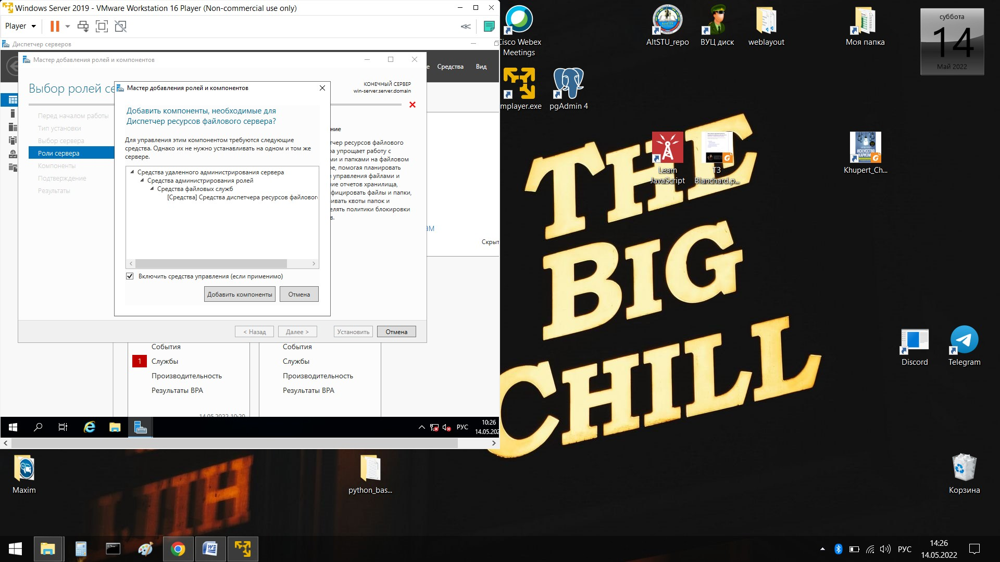 Windows Server 2019 - VMware Workstation 16 Player (Non-commercial use only)
Player
Диспетчер серверов
Мастер добавления ролей и компонентов
Средства
Вид
Выбор ролей
КОНЕЧНЫЙ СЕРВЕР
win-server.server.domain
Перед началом работы
Тип установки
Выбор сервера
Роли сервера
Компоненты
Подтверждение
Результаты
Мастер добавления ролей и компонентов
Добавить компоненты, необходимые для
Диспетчер ресурсов файлового сервера?
Для управления этим компонентом требуются следующие
средства. Однако их не нужно устанавливать на одном и том же
сервере.
Средства удаленного администрирования сервера
Средства администрирования ролей
Средства файловых служб
[Средства] Средства диспетчера ресурсов файловог
Включить средства управления (если применимо)
Добавить компоненты
Отмена
ние
тчер ресурсов файлового
ра упрощает работу с
ми и папками на файловом
ре, помогая планировать
и управления файлами и
ние отчетов хранилища,
фицировать файлы и папки,
ивать квоты папок и
елять политики блокировки
в.
ам
Скрыт
< Назад
Далее >
Установить
Отмена
События
1 Службы
Производительность
Результаты BPA
14.05.2022 10:20
События
Службы
Производительность
Результаты BPA
РУС
10:26
14.05.202
Cisco Webex
Meetings
mplayer.exe
pgAdmin 4
AltSTU_repo
ВУЦ диск
weblayout
Моя папка
суббота
14
Май 2022
Learn
JavaScript
ТЗ
Blanchard.p...
ИСКУССТВО
Khupert_Ch...
THE
BIG
CHILL
Discord
Telegram
Maxim
python_bas...
Корзина
РУС
14:26
14.05.2022